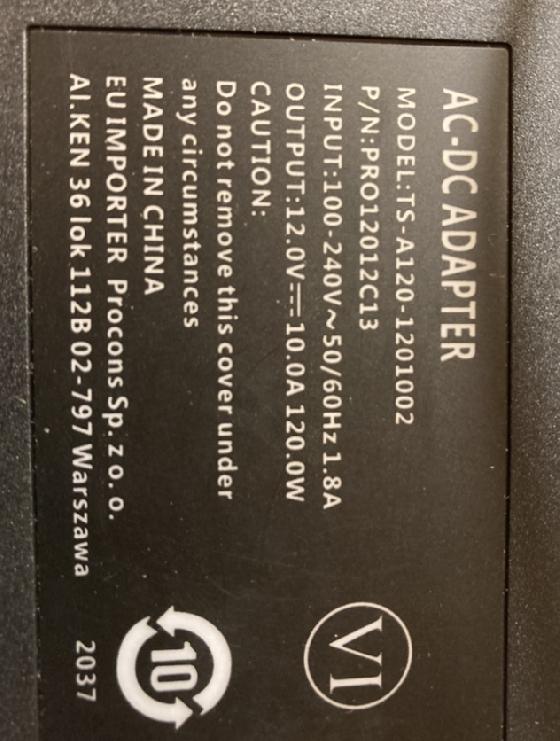 AC-DC ADAPTER
MODEL:TS-A120-1201002
P/N:PRO12012C13
INPUT:100-240V~50/60Hz 1.8A
OUTPUT:12.0V⎓10.0A 120.0W
CAUTION:
Do not remove this cover under
any circumstances
MADE IN CHINA
EU IMPORTER Procons Sp. z o. o.
Al.KEN 36 lok 112B 02-797 Warszawa
VI
10
2037